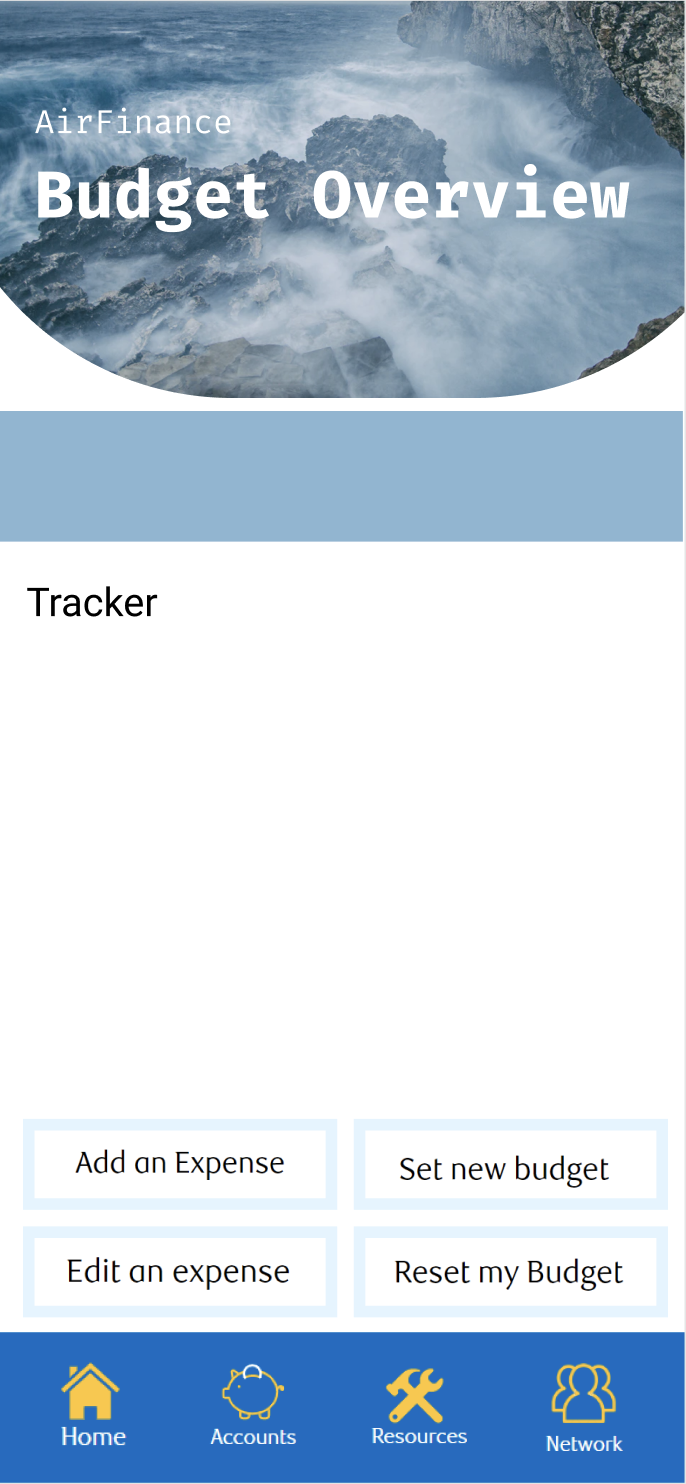 AirFinance
Budget Overview
Tracker
Add an Expense
Set new budget
Edit an expense
Reset my Budget
Home
Accounts
Resources
Network